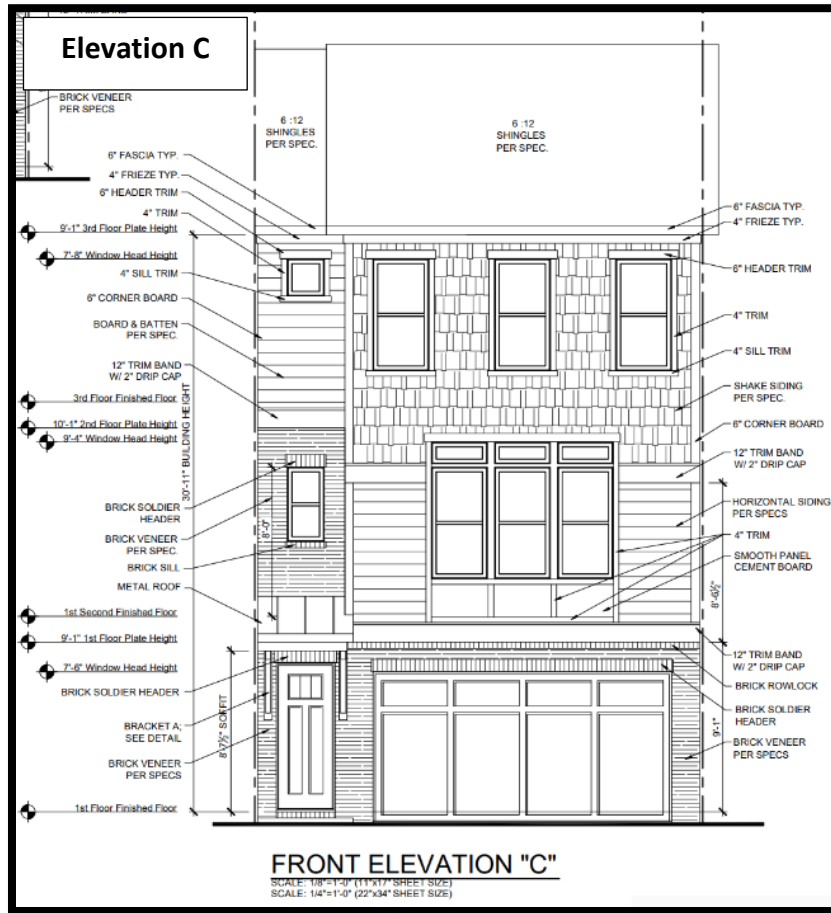 Elevation C
BRICK VENEER
PER SPECS
6 :12
SHINGLES
PER SPEC.
6 :12
SHINGLES
PER SPEC.
6" FASCIA TYP.
4" FRIEZE TYP.
6" HEADER TRIM
4" TRIM
9'-1" 3rd Floor Plate Height
7'-8" Window Head Height
4" SILL TRIM
6" CORNER BOARD
BOARD & BATTEN
PER SPEC.
12" TRIM BAND
W/ 2" DRIP CAP
3rd Floor Finished Floor
10'-1" 2nd Floor Plate Height
9'-4" Window Head Height
30'-11" BUILDING HEIGHT
BRICK SOLDIER
HEADER
8'-0"
BRICK VENEER
PER SPEC.
BRICK SILL
METAL ROOF
1st Second Finished Floor
9'-1" 1st Floor Plate Height
7'-6" Window Head Height
BRICK SOLDIER HEADER
BRACKET A;
SEE DETAIL
8'-7½" SOFFIT
BRICK VENEER
PER SPECS
1st Floor Finished Floor
6" FASCIA TYP.
4" FRIEZE TYP.
6" HEADER TRIM
4" TRIM
4" SILL TRIM
SHAKE SIDING
PER SPEC.
6" CORNER BOARD
12" TRIM BAND
W/ 2" DRIP CAP
HORIZONTAL SIDING
PER SPECS
4" TRIM
SMOOTH PANEL
CEMENT BOARD
8'-6½"
12" TRIM BAND
W/ 2" DRIP CAP
BRICK ROWLOCK
BRICK SOLDIER
HEADER
9'-1"
BRICK VENEER
PER SPECS
FRONT ELEVATION "C"
SCALE: 1/8"=1'-0" (11"x17" SHEET SIZE)
SCALE: 1/4"=1'-0" (22"x34" SHEET SIZE)